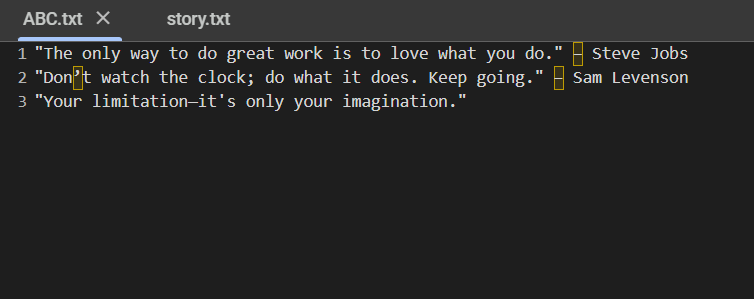 ABC.txt ✕ story.txt
1 "The only way to do great work is to love what you do." – Steve Jobs
2 "Don’t watch the clock; do what it does. Keep going." – Sam Levenson
3 "Your limitation—it's only your imagination."